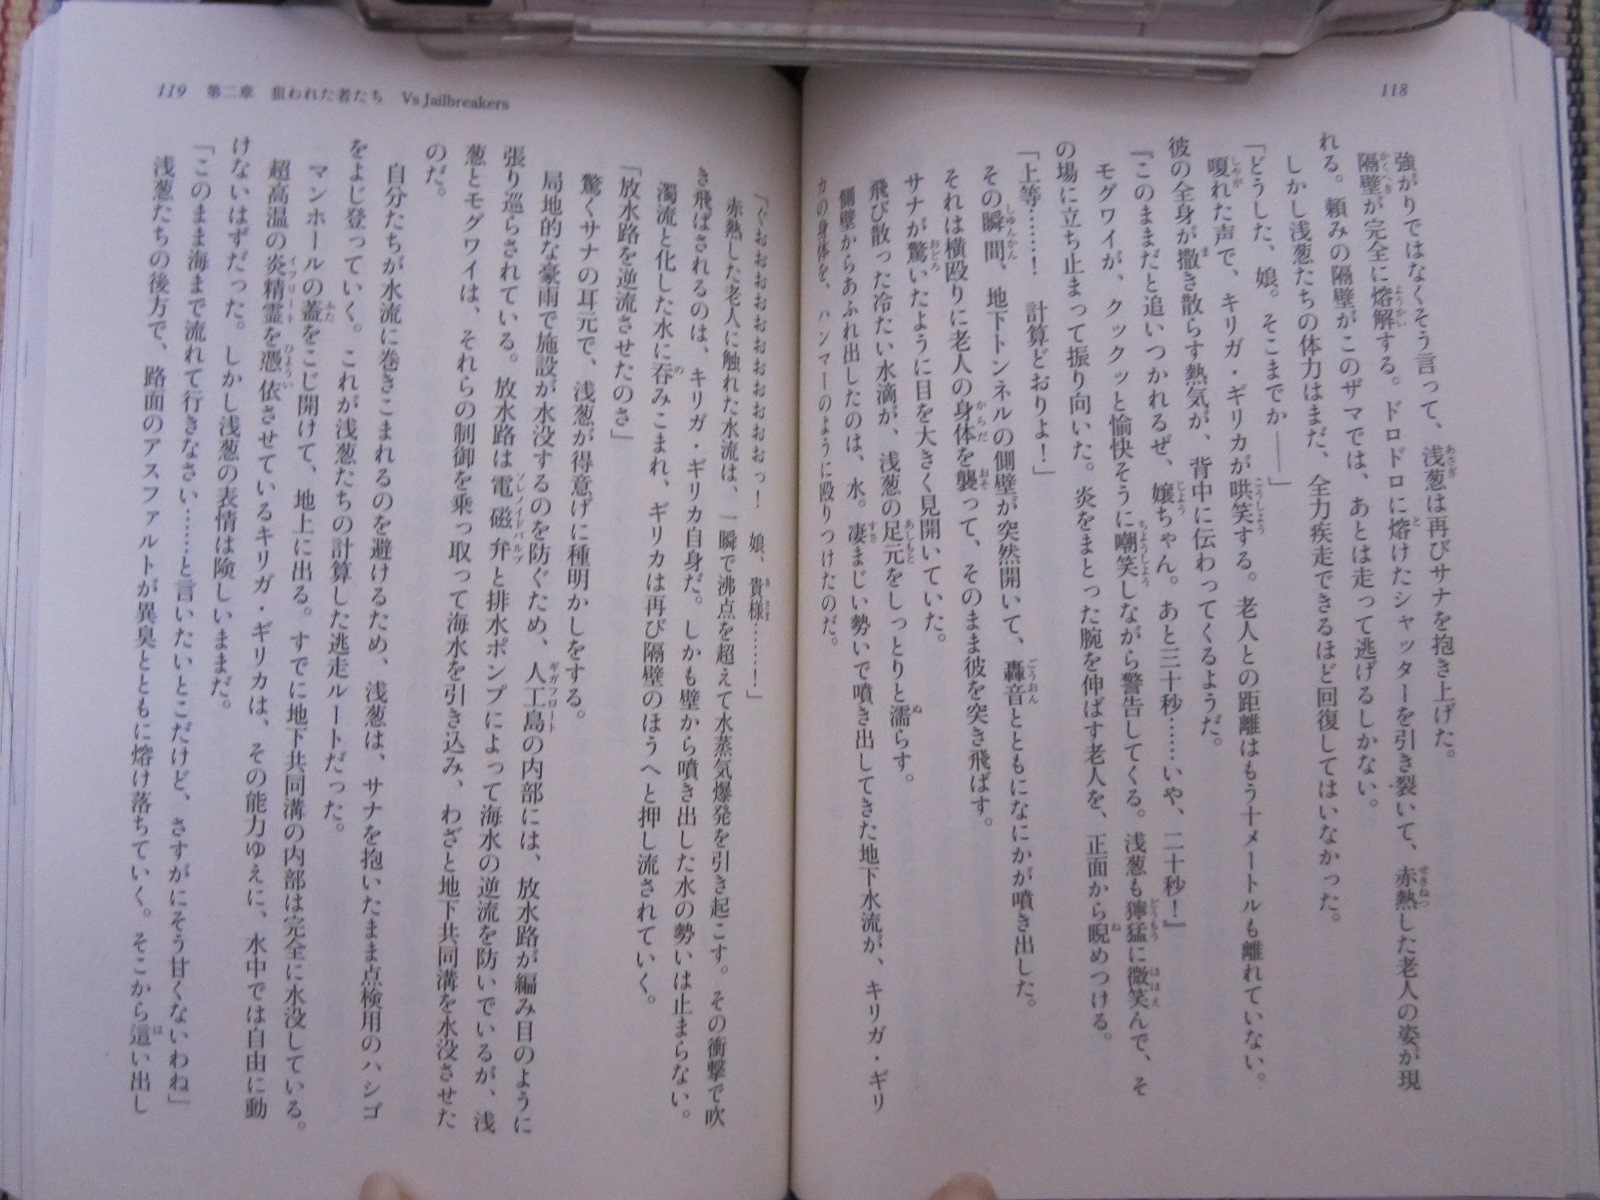 118
強がりではなくそう言って、浅葱は再びサナを抱き上げた。
隔壁が完全に熔解する。ドロドロに熔けたシャッターを引き裂いて、赤熱した老人の姿が現
れる。頼みの隔壁がこのザマでは、あとは走って逃げるしかない。
しかし浅葱たちの体力はまだ、全力疾走できるほど回復してはいなかった。
「どうした、娘。そこまでか――」
嗄れた声で、キリガ・ギリカが哄笑する。老人との距離はもう十メートルも離れていない。
彼の全身が撒き散らす熱気が、背中に伝わってくるようだ。
『このままだと追いつかれるぜ、嬢ちゃん。あと三十秒……いや、二十秒！』
モグワイが、クックッと愉快そうに嘲笑しながら警告してくる。浅葱も獰猛に微笑んで、そ
の場に立ち止まって振り向いた。炎をまとった腕を伸ばす老人を、正面から睨めつける。
「上等………！　計算どおりよ！」
その瞬間、地下トンネルの側壁が突然開いて、轟音とともになにかが噴き出した。
それは横殴りに老人の身体を襲って、そのまま彼を突き飛ばす。
サナが驚いたように目を大きく見開いていた。
飛び散った冷たい水滴が、浅葱の足元をしっとりと濡らす。
側壁からあふれ出したのは、水。凄まじい勢いで噴き出してきた地下水流が、キリガ・ギリ
カの身体を、ハンマーのように殴りつけたのだ。
119　第二章　狙われた者たち　Vs Jailbreakers
「ぐおおおおおおおおおおっ！　娘、貴様……！」
赤熱した老人に触れた水流は、一瞬で沸点を超えて水蒸気爆発を引き起こす。その衝撃で吹
き飛ばされるのは、キリガ・ギリカ自身だ。しかも壁から噴き出した水の勢いは止まらない。
濁流と化した水に呑みこまれ、ギリカは再び隔壁のほうへと押し流されていく。
「放水路を逆流させたのさ」
驚くサナの耳元で、浅葱が得意げに種明かしをする。
局地的な豪雨で施設が水没するのを防ぐため、人工島の内部には、放水路が編み目のように
張り巡らされている。放水路は電磁弁と排水ポンプによって海水の逆流を防いでいるが、浅
葱とモグワイは、それらの制御を乗っ取って海水を引き込み、わざと地下共同溝を水没させた
のだ。
自分たちが水流に巻きこまれるのを避けるため、浅葱は、サナを抱いたまま点検用のハシゴ
をよじ登っていく。これが浅葱たちの計算した逃走ルートだった。
マンホールの蓋をこじ開けて、地上に出る。すでに地下共同溝の内部は完全に水没している。
超高温の炎精霊を憑依させているキリガ・ギリカは、その能力ゆえに、水中では自由に動
けないはずだった。しかし浅葱の表情は険しいままだ。
「このまま海まで流れて行きなさい……と言いたいとこだけど、さすがにそう甘くないわね」
浅葱たちの後方で、路面のアスファルトが異臭とともに熔け落ちていく。そこから這い出し